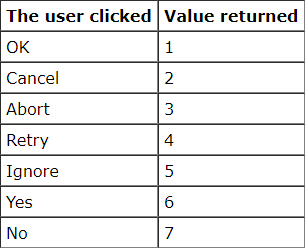 The user clicked Value returned
OK 1
Cancel 2
Abort 3
Retry 4
Ignore 5
Yes 6
No 7